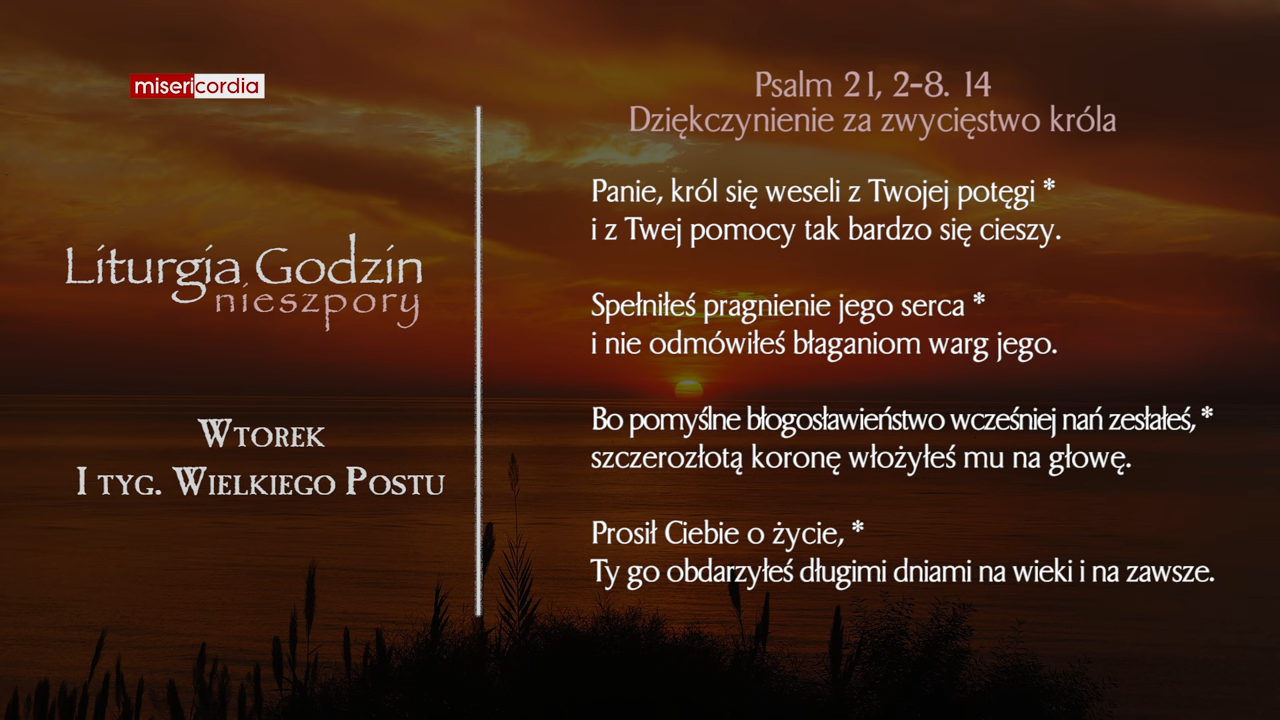 misericordia
Liturgia Godzin
nieszpory
Wtorek
I tyg. Wielkiego Postu
Psalm 21, 2-8. 14
Dziękczynienie za zwycięstwo króla
Panie, król się weseli z Twojej potęgi *
i z Twej pomocy tak bardzo się cieszy.
Spełniłeś pragnienie jego serca *
i nie odmówiłeś błaganiom warg jego.
Bo pomyślne błogosławieństwo wcześniej nań zesłałeś, *
szczerozłotą koronę włożyłeś mu na głowę.
Prosił Ciebie o życie, *
Ty go obdarzyłeś długimi dniami na wieki i na zawsze.